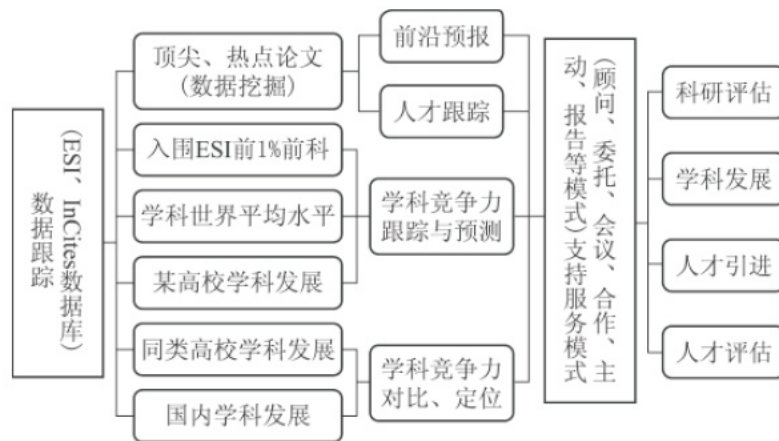 数据跟踪
(ESI、InCites数据库)
顶尖、热点论文
(数据挖掘)
入围ESI前1%前科
学科世界平均水平
某高校学科发展
同类高校学科发展
国内学科发展
前沿预报
人才跟踪
学科竞争力
跟踪与预测
学科竞争力
对比、定位
(顾问、委托、会议、合作、主
动、报告等模式)支持服务模式
科研评估
学科发展
人才引进
人才评估